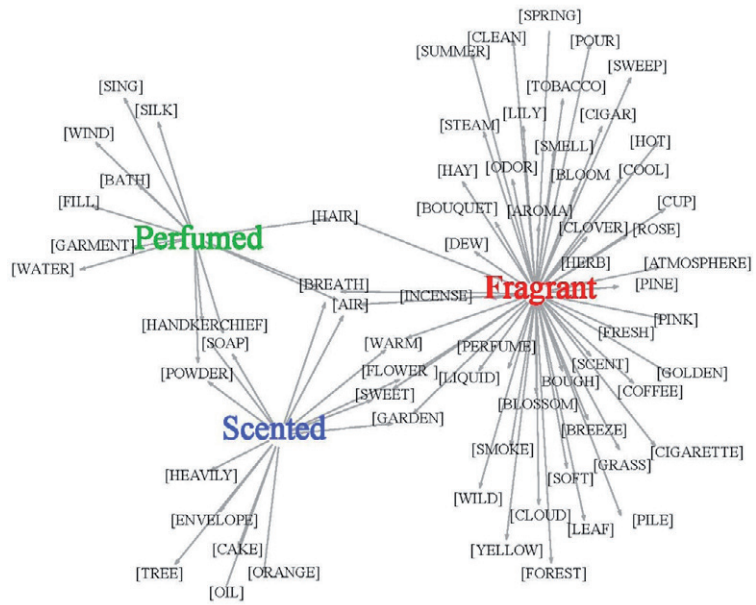 [SPRING]
[CLEAN]
[POUR]
[SUMMER]
[SWEEP]
[SING]
[TOBACCO]
[SILK]
[LILY]
[CIGAR]
[STEAM]
[WIND]
[SMELL]
[HOT]
[HAY]
[ODOR]
[BLOOM
[COOL]
[BATH]
[FILL]
[BOUQUET]
[AROMA]
[CUP]
[HAIR]
[CLOVER]
[ROSE]
Perfumed
[GARMENT]
[DEW]
[WATER]
[HERB]
[ATMOSPHERE]
[BREATH]
[INCENSE]
Fragrant
[PINE]
[AIR]
[PINK]
[HANDKERCHIEF]
[FRESH]
[SOAP]
[WARM]
[PERFUME]
[SCENT]
[POWDER]
[FLOWER ]
[LIQUID]
BOUGH]
[GOLDEN]
[SWEET]
[COFFEE]
[BLOSSOM]
[GARDEN]
Scented
[BREEZE]
[SMOKE]
[CIGARETTE]
[GRASS]
[HEAVILY]
[SOFT]
[WILD]
[ENVELOPE]
[CLOUD]
[PILE]
[LEAF]
[CAKE]
[YELLOW]
[TREE]
[ORANGE]
[FOREST]
[OIL]